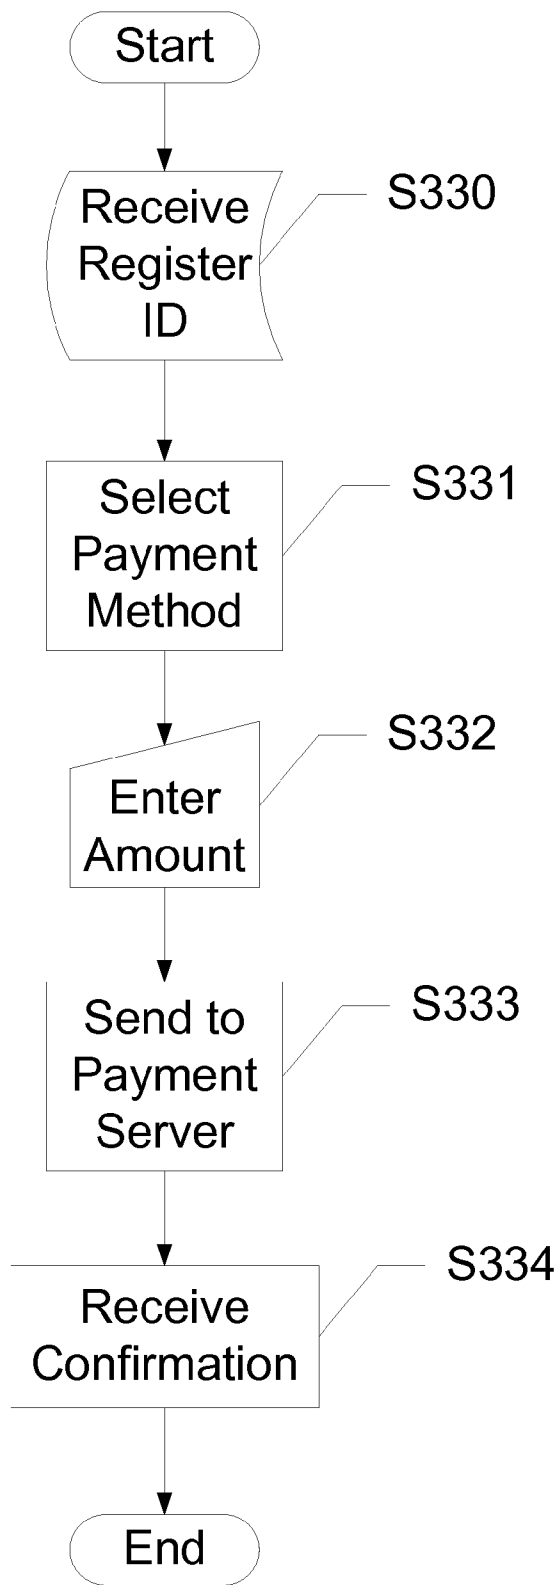 Start
Receive
Register
ID
S330
Select
Payment
Method
S331
Enter
Amount
S332
Send to
Payment
Server
S333
Receive
Confirmation
S334
End